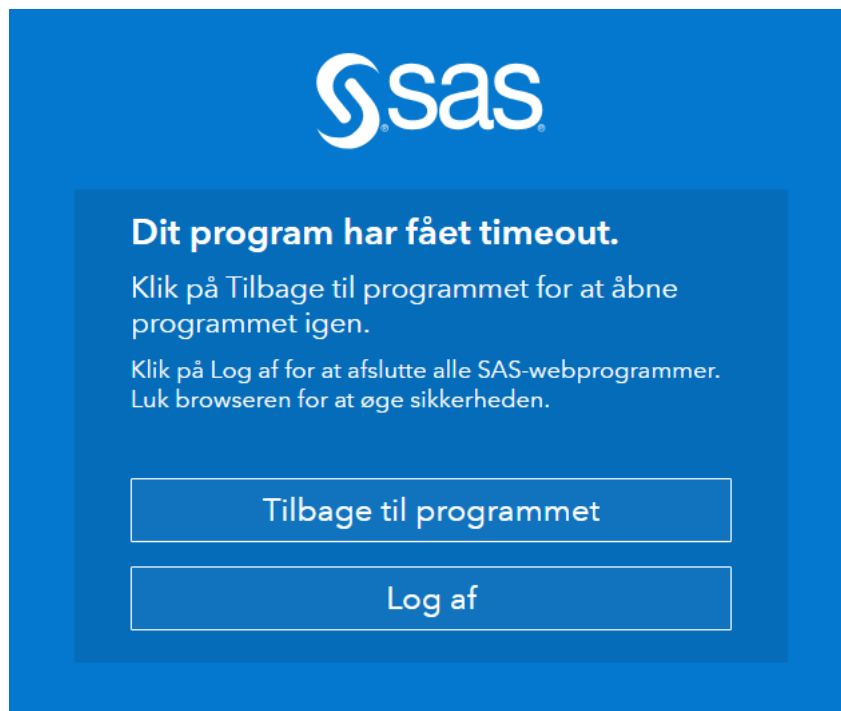 sas
Dit program har fået timeout.
Klik på Tilbage til programmet for at åbne
programmet igen.
Klik på Log af for at afslutte alle SAS-webprogrammer.
Luk browseren for at øge sikkerheden.
Tilbage til programmet
Log af